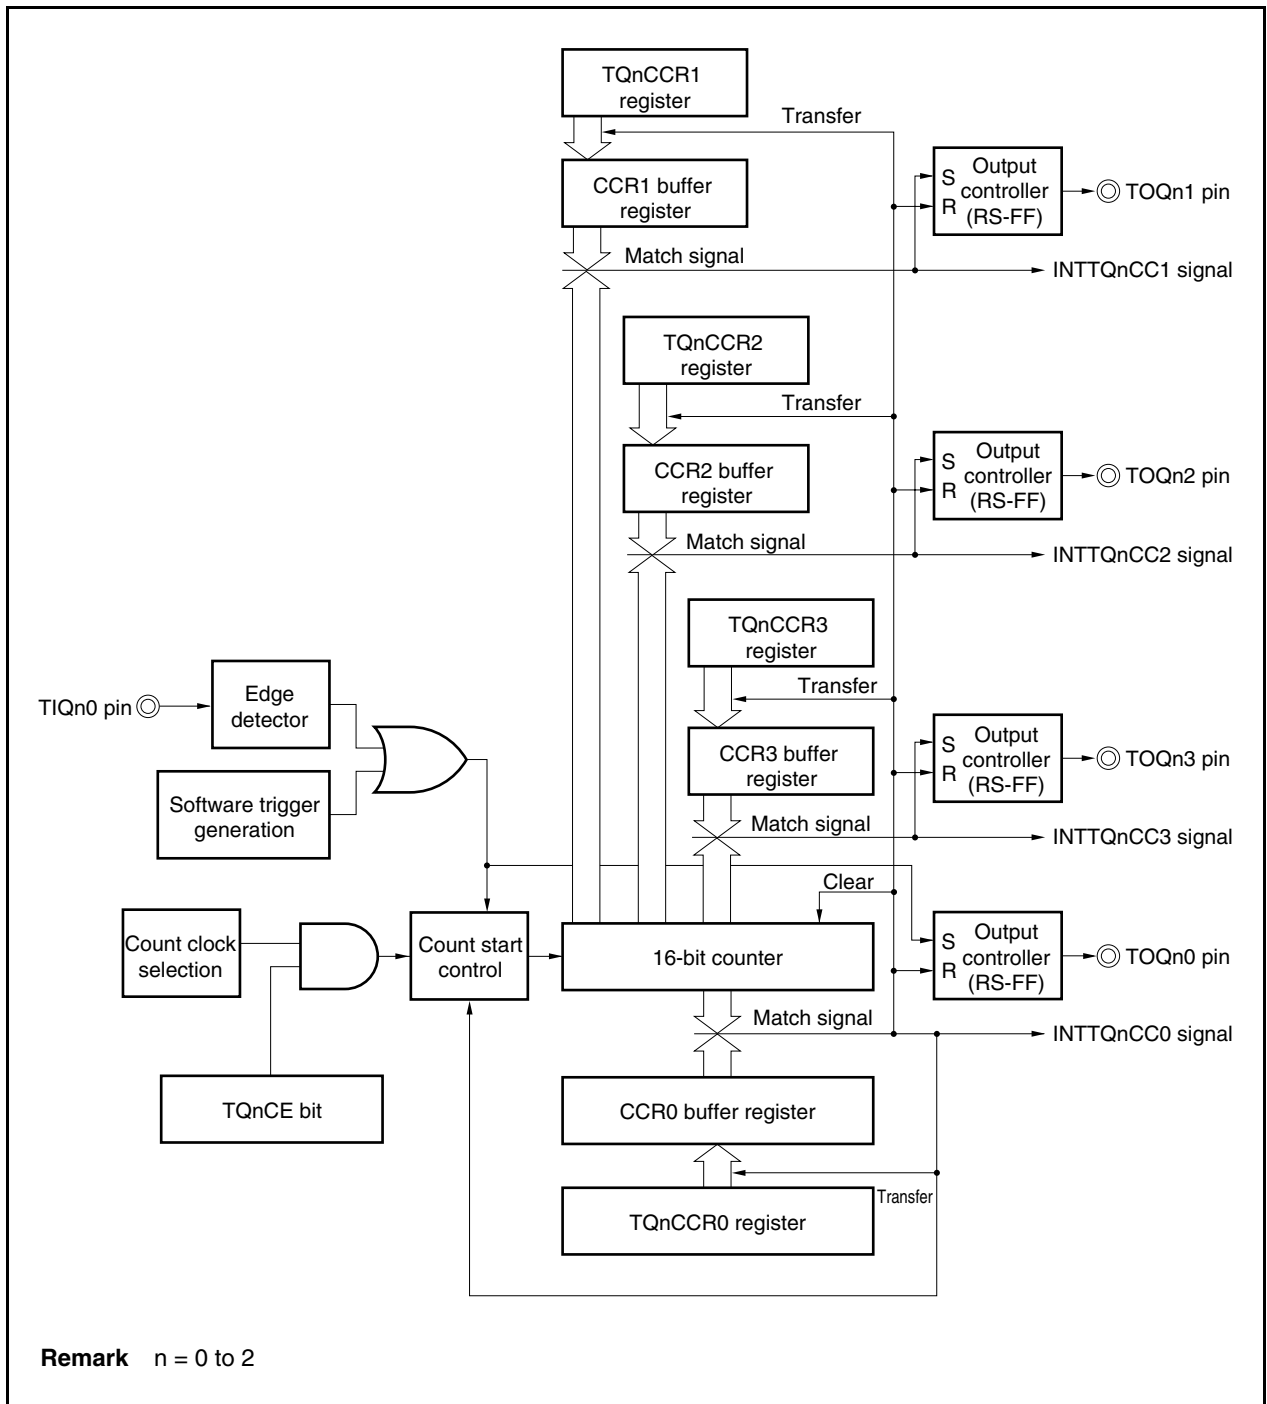 TQnCCR1
register
Transfer
CCR1 buffer
register
S
R
Output
controller
(RS-FF)
TOQn1 pin
Match signal
INTTQnCC1 signal
TQnCCR2
register
Transfer
CCR2 buffer
register
S
R
Output
controller
(RS-FF)
TOQn2 pin
Match signal
INTTQnCC2 signal
TQnCCR3
register
Transfer
TIQn0 pin
Edge
detector
CCR3 buffer
register
S
R
Output
controller
(RS-FF)
TOQn3 pin
Software trigger
generation
Match signal
INTTQnCC3 signal
Clear
Count clock
selection
Count start
control
16-bit counter
S
R
Output
controller
(RS-FF)
TOQn0 pin
Match signal
INTTQnCC0 signal
TQnCE bit
CCR0 buffer register
Transfer
TQnCCR0 register
Remark n = 0 to 2